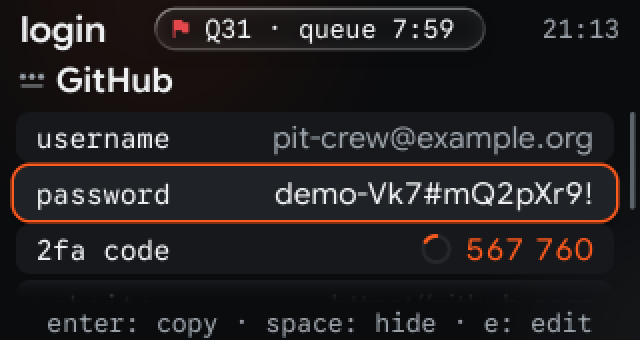 login
Q31 · queue 7:59
21:13
GitHub
username
pit-crew@example.org
password
demo-Vk7#mQ2pXr9!
2fa code
567 760
enter: copy · space: hide · e: edit